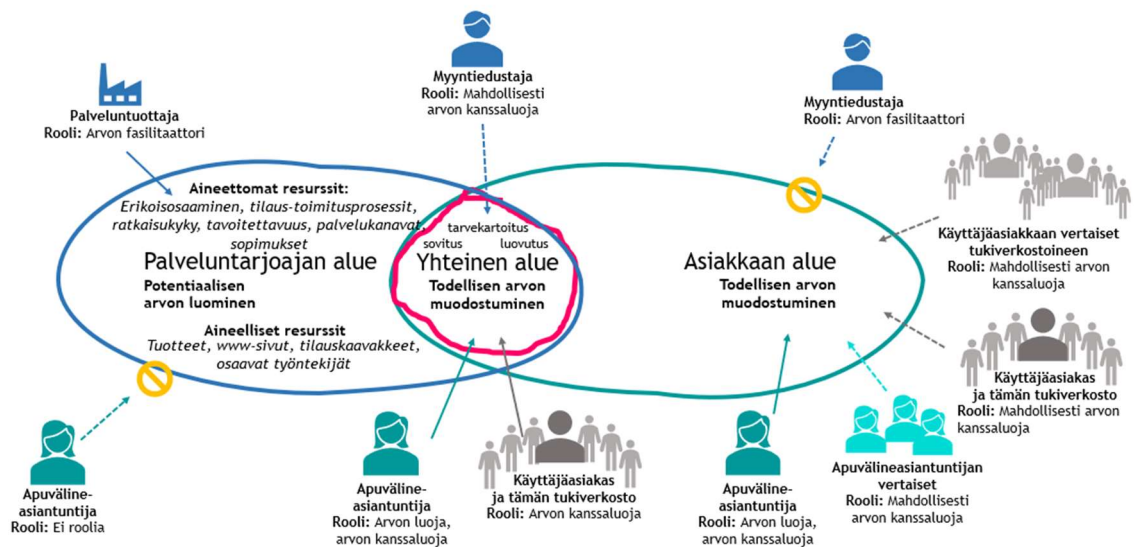 Myyntiedustaja
Rooli: Mahdollisesti
arvon kanssaluoja
Palveluntuottaja
Rooli: Arvon fasilitaattori
Myyntiedustaja
Rooli: Arvon fasilitaattori
Aineettomat resurssit:
Erikoisosaaminen, tilaus-toimitusprosessit,
ratkaisukyky, tavoitettavuus, palvelukanavat,
sopimukset
Palveluntarjoajan alue
Potentiaalisen
arvon luominen
Aineelliset resurssit
Tuotteet, www-sivut, tilauskaavakkeet,
osaavat työntekijät
tarvekartoitus
sovitus luovutus
Yhteinen alue
Todellisen arvon
muodostuminen
Asiakkaan alue
Todellisen arvon
muodostuminen
Käyttäjäasiakkaan vertaiset
tukiverkostoineen
Rooli: Mahdollisesti arvon
kanssaluoja
Käyttäjäasiakas
ja tämän tukiverkosto
Rooli: Mahdollisesti arvon
kanssaluoja
Apuväline-
asiantuntija
Rooli: Ei roolia
Apuväline-
asiantuntija
Rooli: Arvon luoja,
arvon kanssaluoja
Käyttäjäasiakas
ja tämän tukiverkosto
Rooli: Arvon kanssaluoja
Apuväline-
asiantuntija
Rooli: Arvon luoja,
arvon kanssaluoja
Apuvälineasiantuntijan
vertaiset
Rooli: Mahdollisesti
arvon kanssaluoja